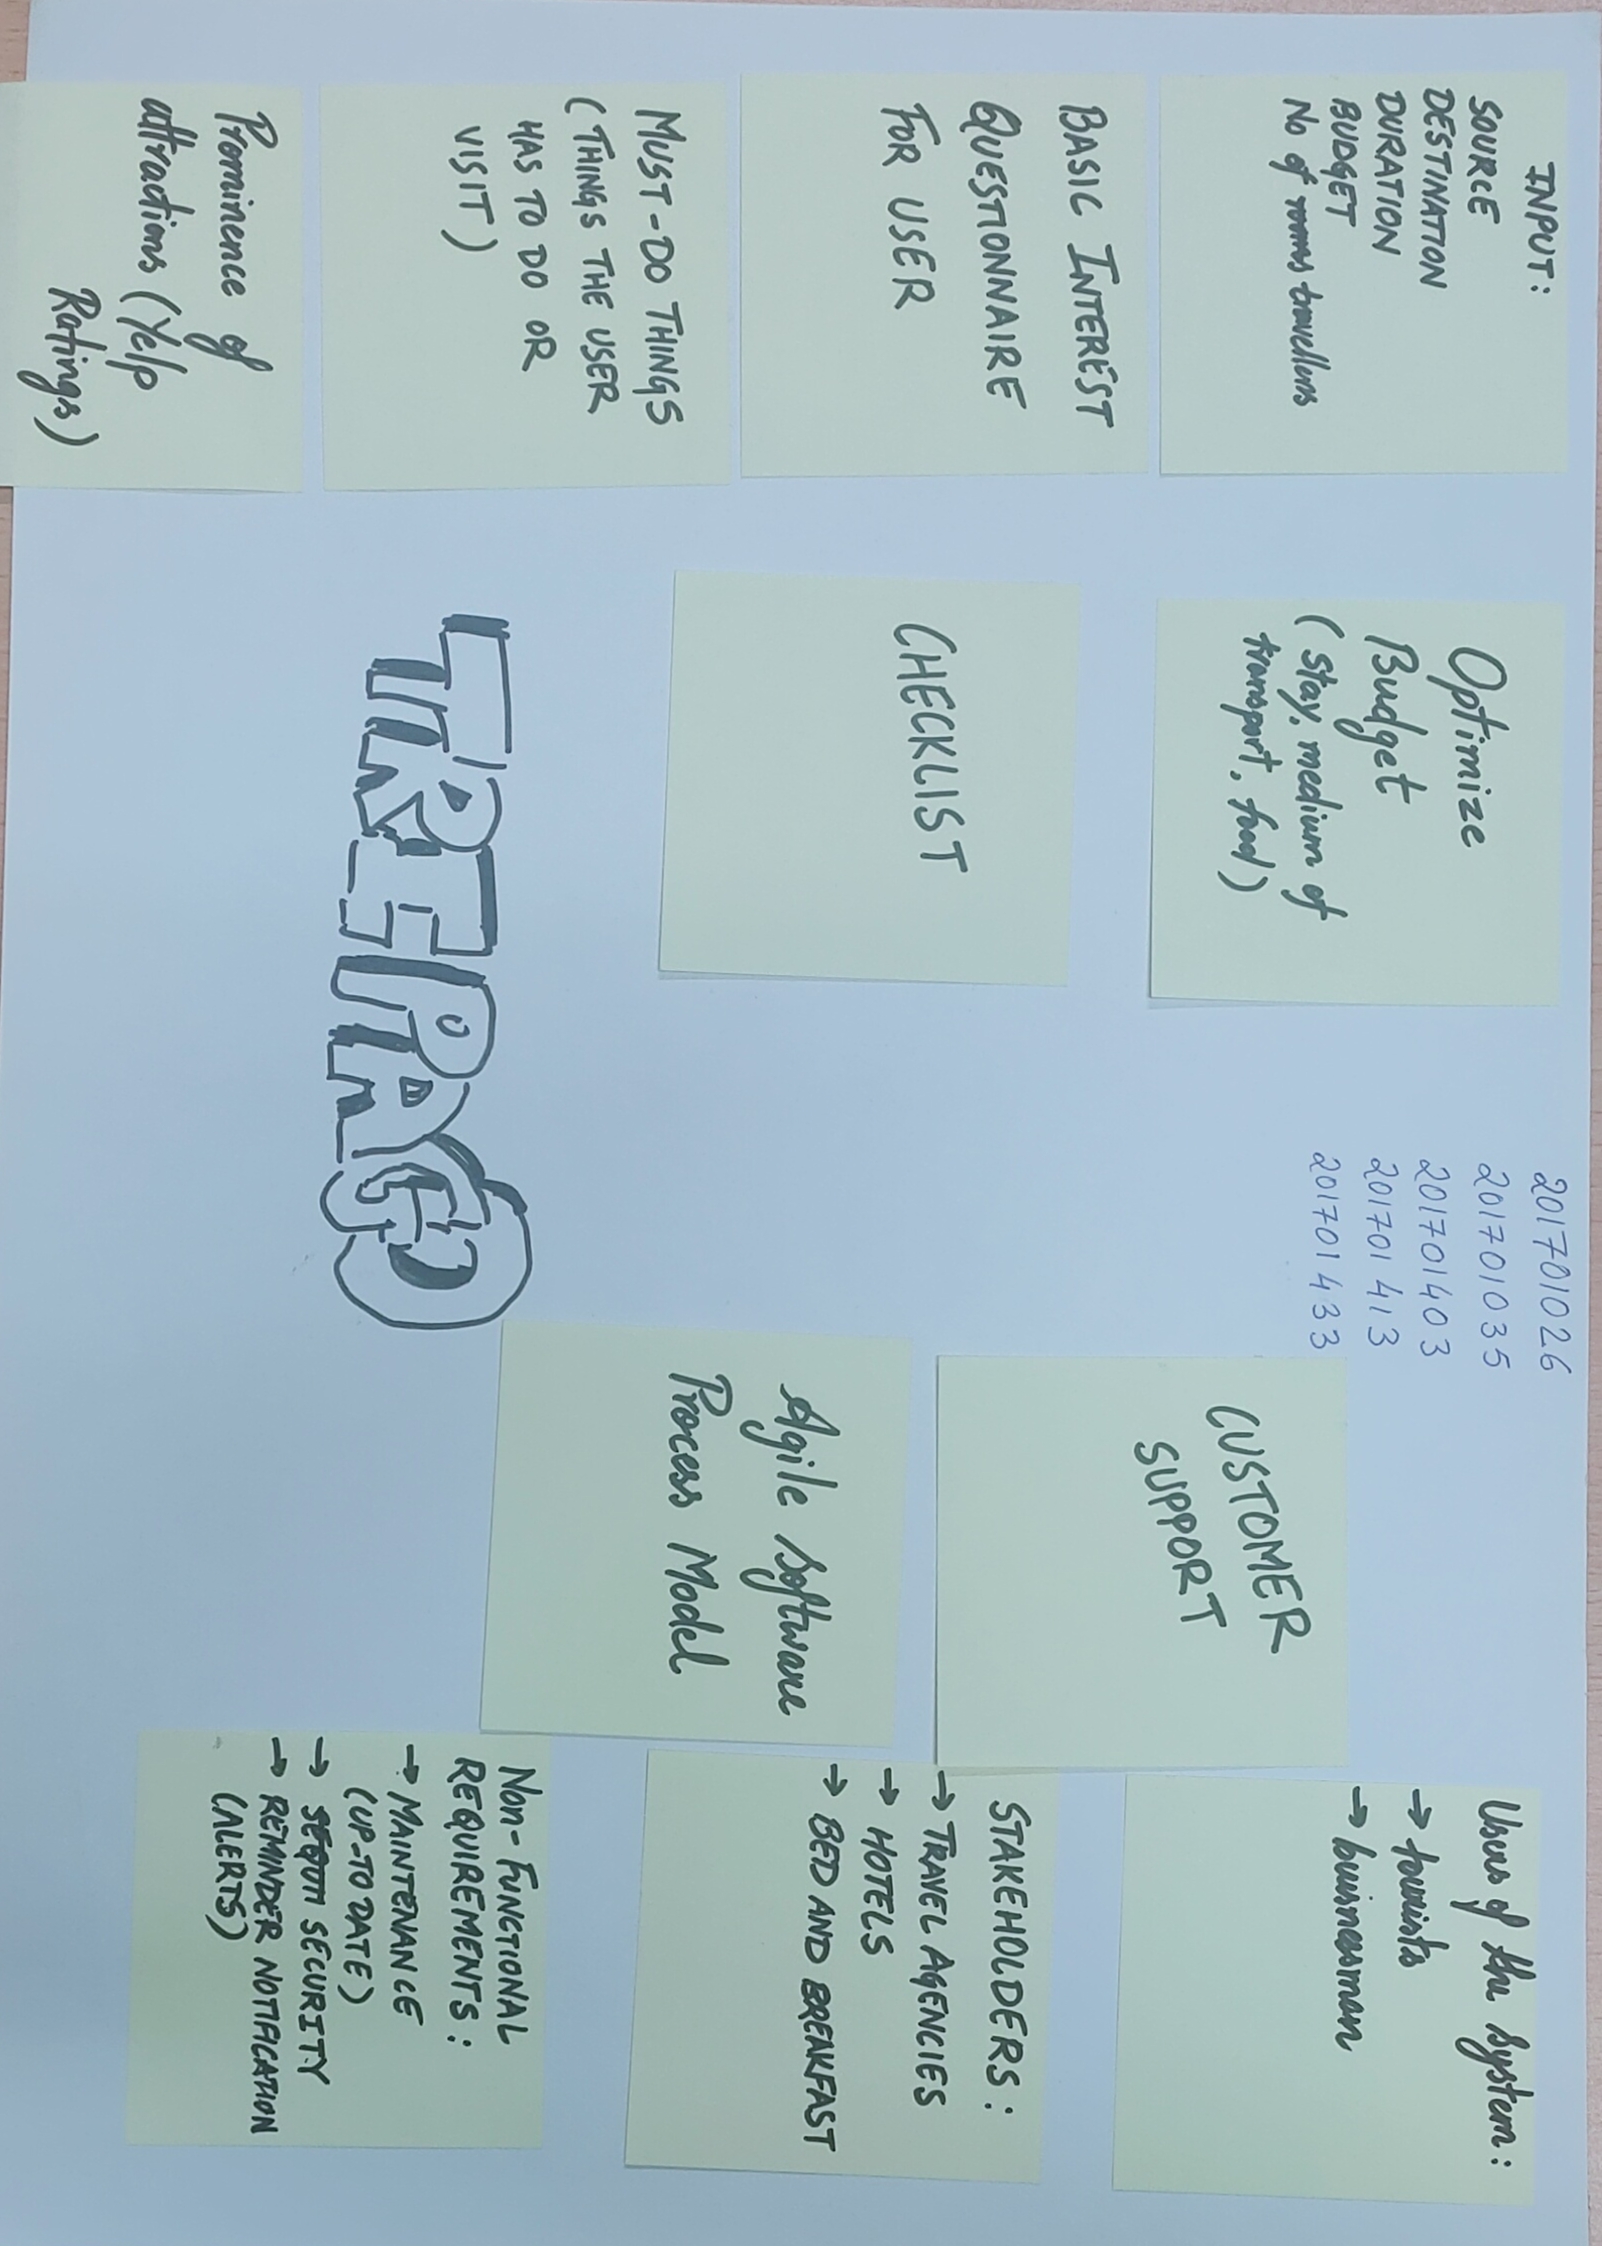 INPUT:
SOURCE
DESTINATION
DURATION
BUDGET
No of travellers
BASIC INTEREST
QUESTIONNAIRE
FOR USER
MUST-DO THINGS
(THINGS THE USER
HAS TO DO OR
VISIT)
Prominence of
attractions (Yelp
Ratings)
Optimize
Budget
(stay, medium of
transport, food)
CHECKLIST
TRIPAGO
201701026
201701035
201701403
201701413
201701433
CUSTOMER
SUPPORT
Agile Software
Process Model
Users of the System:
→ tourists
→ businessman
STAKEHOLDERS:
→ TRAVEL AGENCIES
→ HOTELS
→ BED AND BREAKFAST
Non-FUNCTIONAL
REQUIREMENTS:
→ MAINTENANCE
(UP-TO DATE)
→ SECURITY
→ REMINDER NOTIFICATION
(ALERTS)